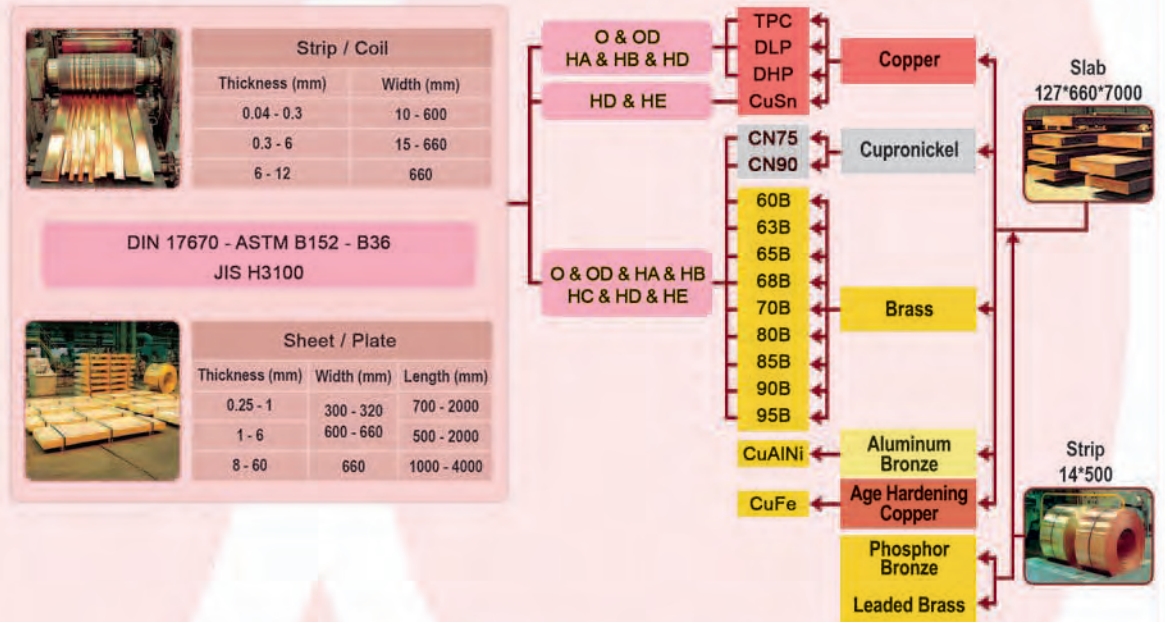 Strip / Coil
Thickness (mm) Width (mm)
0.04 - 0.3 10 - 600
0.3 - 6 15 - 660
6 - 12 660
DIN 17670 - ASTM B152 - B36
JIS H3100
Sheet / Plate
Thickness (mm) Width (mm) Length (mm)
0.25 - 1 300 - 320 700 - 2000
1 - 6 600 - 660 500 - 2000
8 - 60 660 1000 - 4000
O & OD
HA & HB & HD
HD & HE
O & OD & HA & HB
HC & HD & HE
TPC
DLP
DHP
CuSn
CN75
CN90
60B
63B
65B
68B
70B
80B
85B
90B
95B
CuAlNi
CuFe
Copper
Cupronickel
Brass
Aluminum
Bronze
Age Hardening
Copper
Phosphor
Bronze
Leaded Brass
Slab
127*660*7000
Strip
14*500